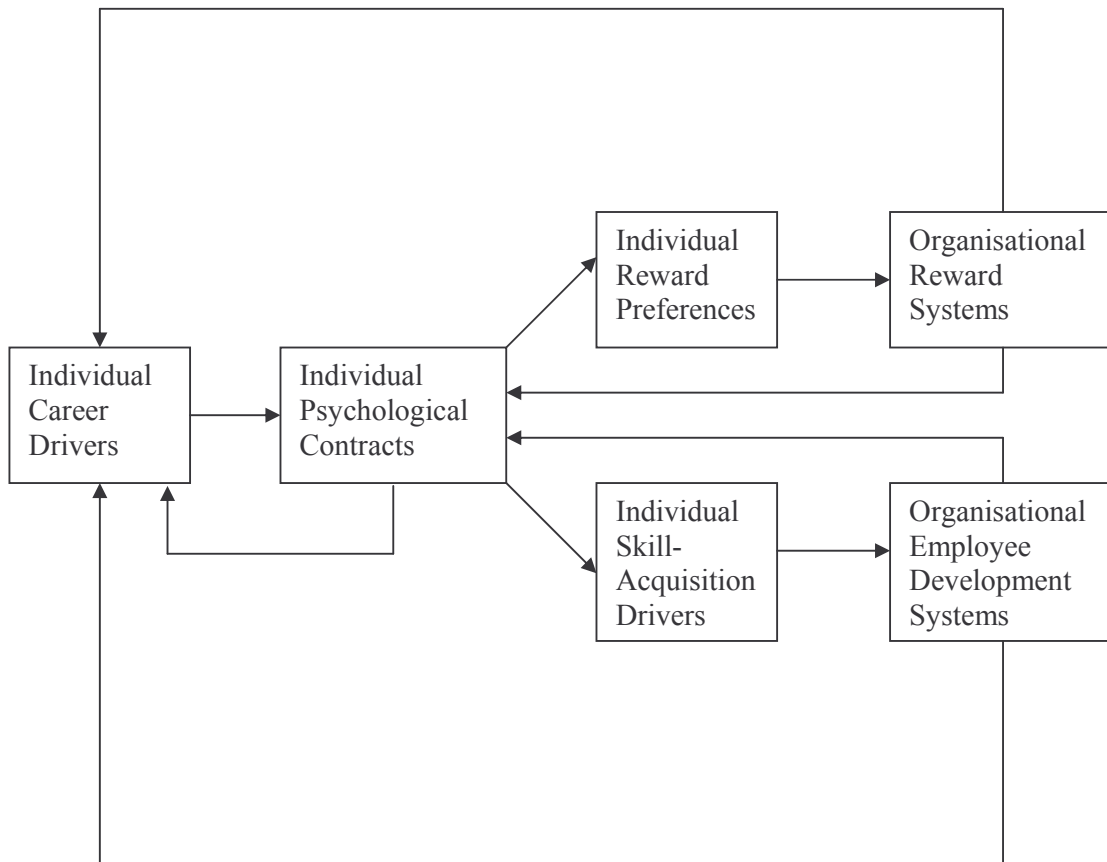 Individual
Reward
Preferences
Organisational
Reward
Systems
Individual
Career
Drivers
Individual
Psychological
Contracts
Individual
Skill-
Acquisition
Drivers
Organisational
Employee
Development
Systems